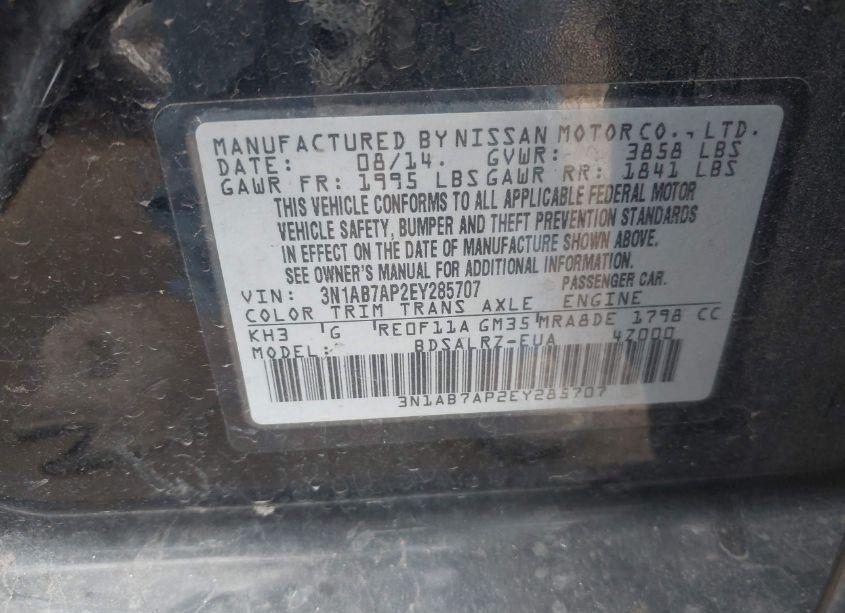 MANUFACTURED BY NISSAN MOTOR CO., LTD.
DATE: 08/14. GVWR: 3858 LBS
GAWR FR: 1995 LBS GAWR RR: 1841 LBS
THIS VEHICLE CONFORMS TO ALL APPLICABLE FEDERAL MOTOR
VEHICLE SAFETY, BUMPER AND THEFT PREVENTION STANDARDS
IN EFFECT ON THE DATE OF MANUFACTURE SHOWN ABOVE.
SEE OWNER'S MANUAL FOR ADDITIONAL INFORMATION.
VIN: 3N1AB7AP2EY285707 PASSENGER CAR.
COLOR TRIM TRANS AXLE ENGINE
KH3 G RE0F11A GM35 MRA8DE 1798 CC
MODEL: BDSALRZ-EUA 4Z000
3N1AB7AP2EY285707